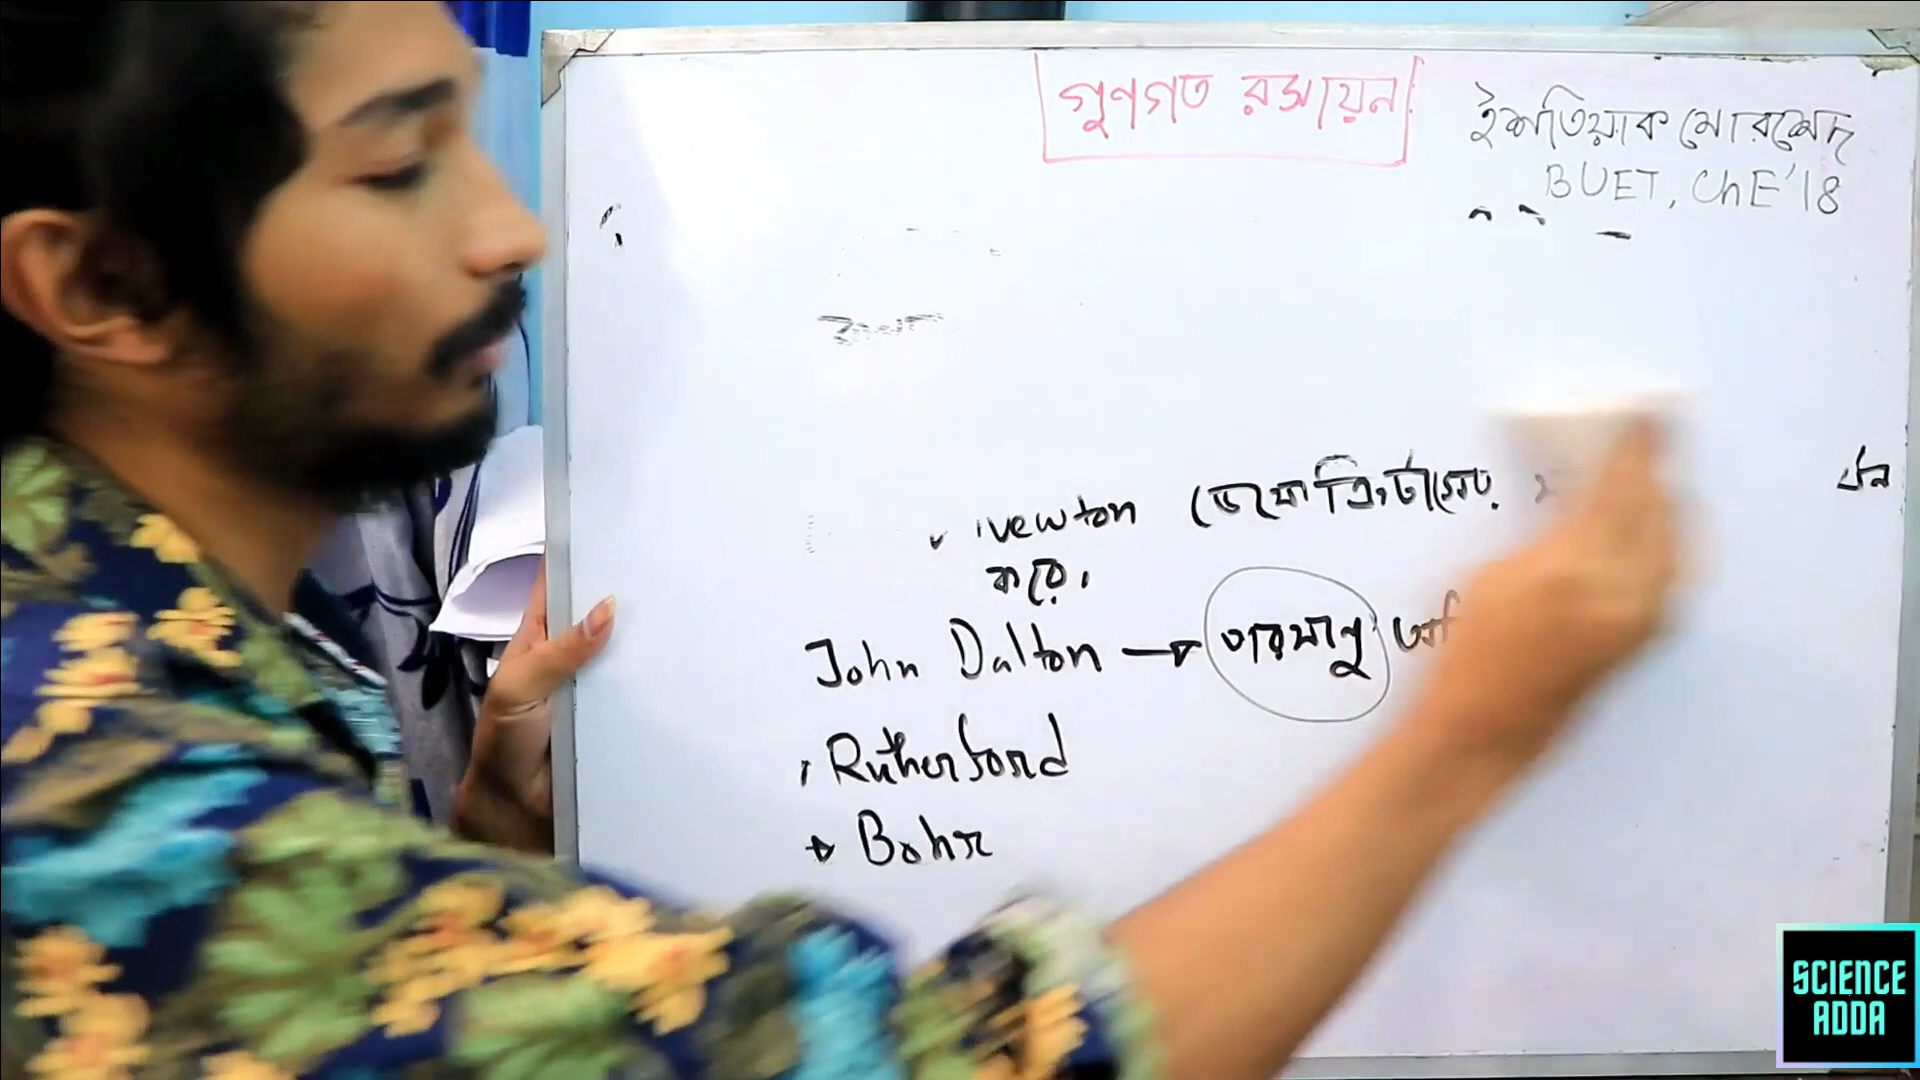 গুণগত রসায়ন
ইশতিয়াক মোরশেদ
BUET, ChE'18
Newton ডেমোক্রিটাসের
করে।
John Dalton → পরমাণু
Rutherford
Bohr
SCIENCE
ADDA